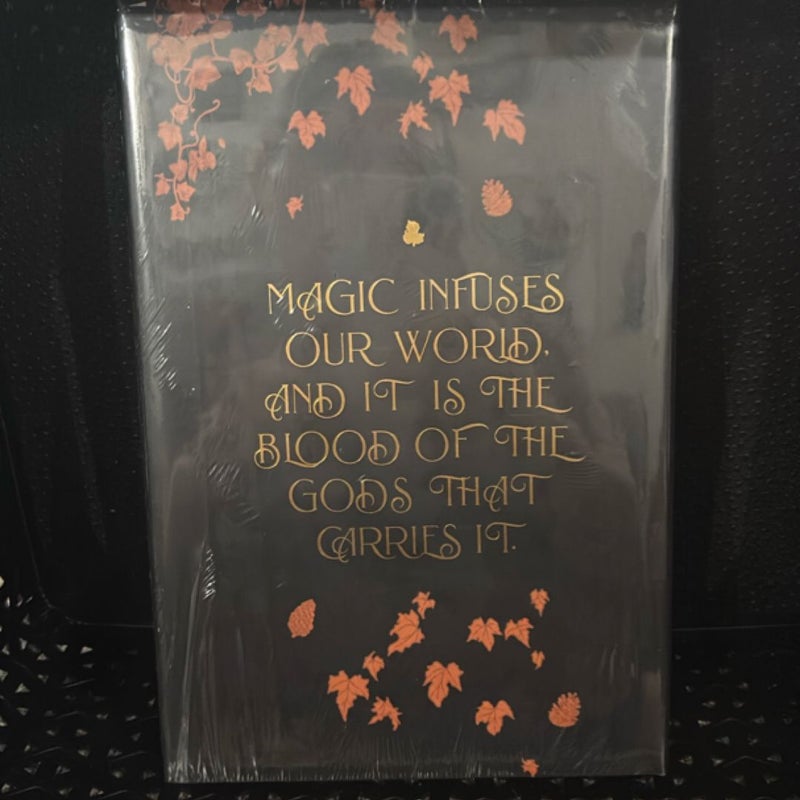 MAGIC INFUSES
OUR WORLD,
AND IT IS THE
BLOOD OF THE
GODS THAT
CARRIES IT.